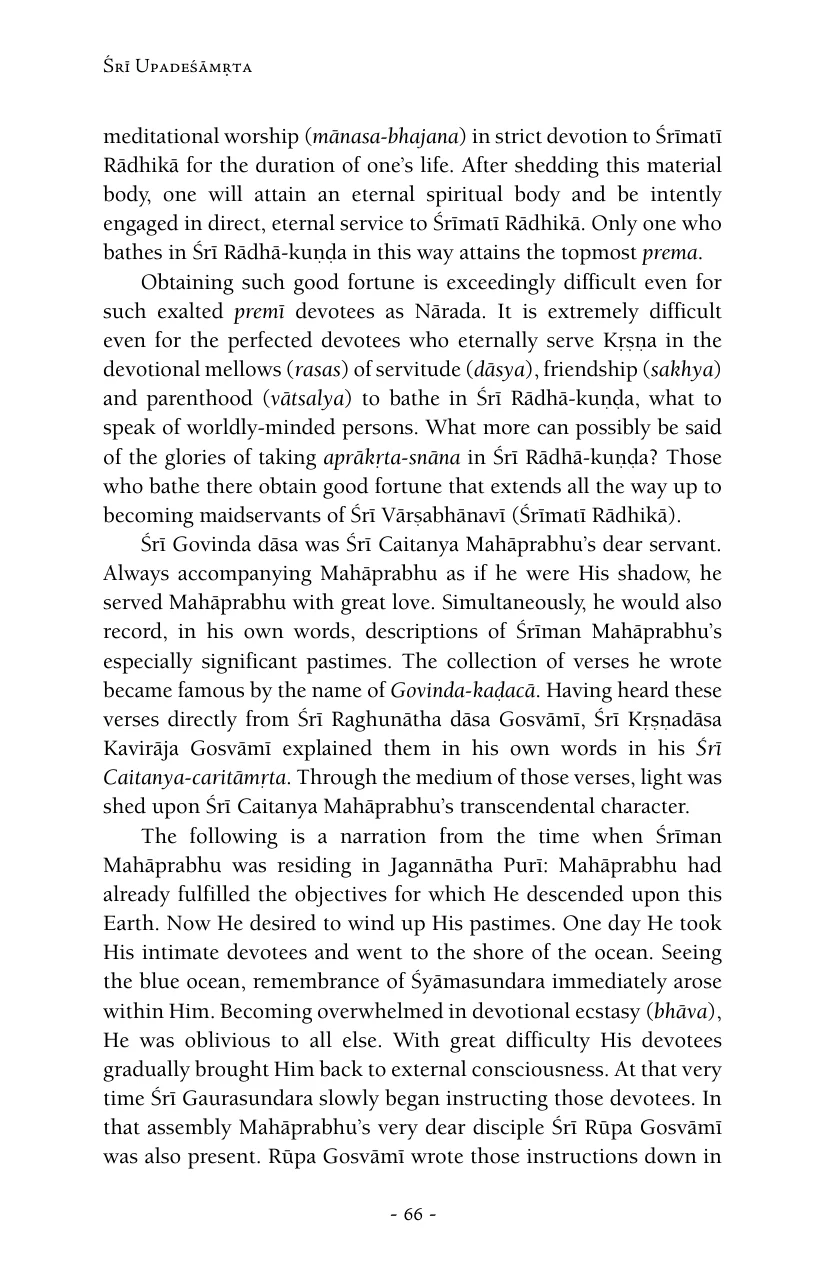 Śrī Upadeśāmṛta
meditational worship (mānasa-bhajana) in strict devotion to Śrīmatī
Rādhikā for the duration of one’s life. After shedding this material
body, one will attain an eternal spiritual body and be intently
engaged in direct, eternal service to Śrīmatī Rādhikā. Only one who
bathes in Śrī Rādhā-kuṇḍa in this way attains the topmost prema.
Obtaining such good fortune is exceedingly difficult even for
such exalted premī devotees as Nārada. It is extremely difficult
even for the perfected devotees who eternally serve Kṛṣṇa in the
devotional mellows (rasas) of servitude (dāsya), friendship (sakhya)
and parenthood (vātsalya) to bathe in Śrī Rādhā-kuṇḍa, what to
speak of worldly-minded persons. What more can possibly be said
of the glories of taking aprākṛta-snāna in Śrī Rādhā-kuṇḍa? Those
who bathe there obtain good fortune that extends all the way up to
becoming maidservants of Śrī Vārṣabhānavī (Śrīmatī Rādhikā).
Śrī Govinda dāsa was Śrī Caitanya Mahāprabhu’s dear servant.
Always accompanying Mahāprabhu as if he were His shadow, he
served Mahāprabhu with great love. Simultaneously, he would also
record, in his own words, descriptions of Śrīman Mahāprabhu’s
especially significant pastimes. The collection of verses he wrote
became famous by the name of Govinda-kaḍacā. Having heard these
verses directly from Śrī Raghunātha dāsa Gosvāmī, Śrī Kṛṣṇadāsa
Kavirāja Gosvāmī explained them in his own words in his Śrī
Caitanya-caritāmṛta. Through the medium of those verses, light was
shed upon Śrī Caitanya Mahāprabhu’s transcendental character.
The following is a narration from the time when Śrīman
Mahāprabhu was residing in Jagannātha Purī: Mahāprabhu had
already fulfilled the objectives for which He descended upon this
Earth. Now He desired to wind up His pastimes. One day He took
His intimate devotees and went to the shore of the ocean. Seeing
the blue ocean, remembrance of Śyāmasundara immediately arose
within Him. Becoming overwhelmed in devotional ecstasy (bhāva),
He was oblivious to all else. With great difficulty His devotees
gradually brought Him back to external consciousness. At that very
time Śrī Gaurasundara slowly began instructing those devotees. In
that assembly Mahāprabhu’s very dear disciple Śrī Rūpa Gosvāmī
was also present. Rūpa Gosvāmī wrote those instructions down in
- 66 -